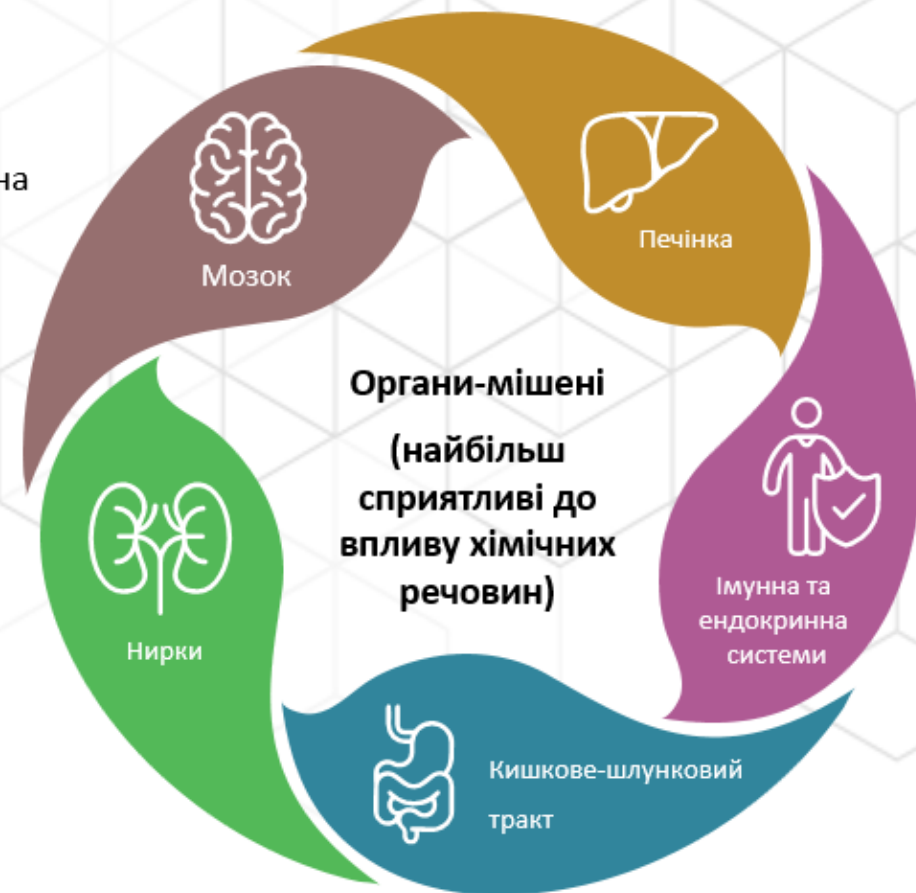 на
Мозок
Печінка
Органи-мішені
(найбільш
сприятливі до
впливу хімічних
речовин)
Імунна та
ендокринна
системи
Нирки
Кишкове-шлунковий
тракт